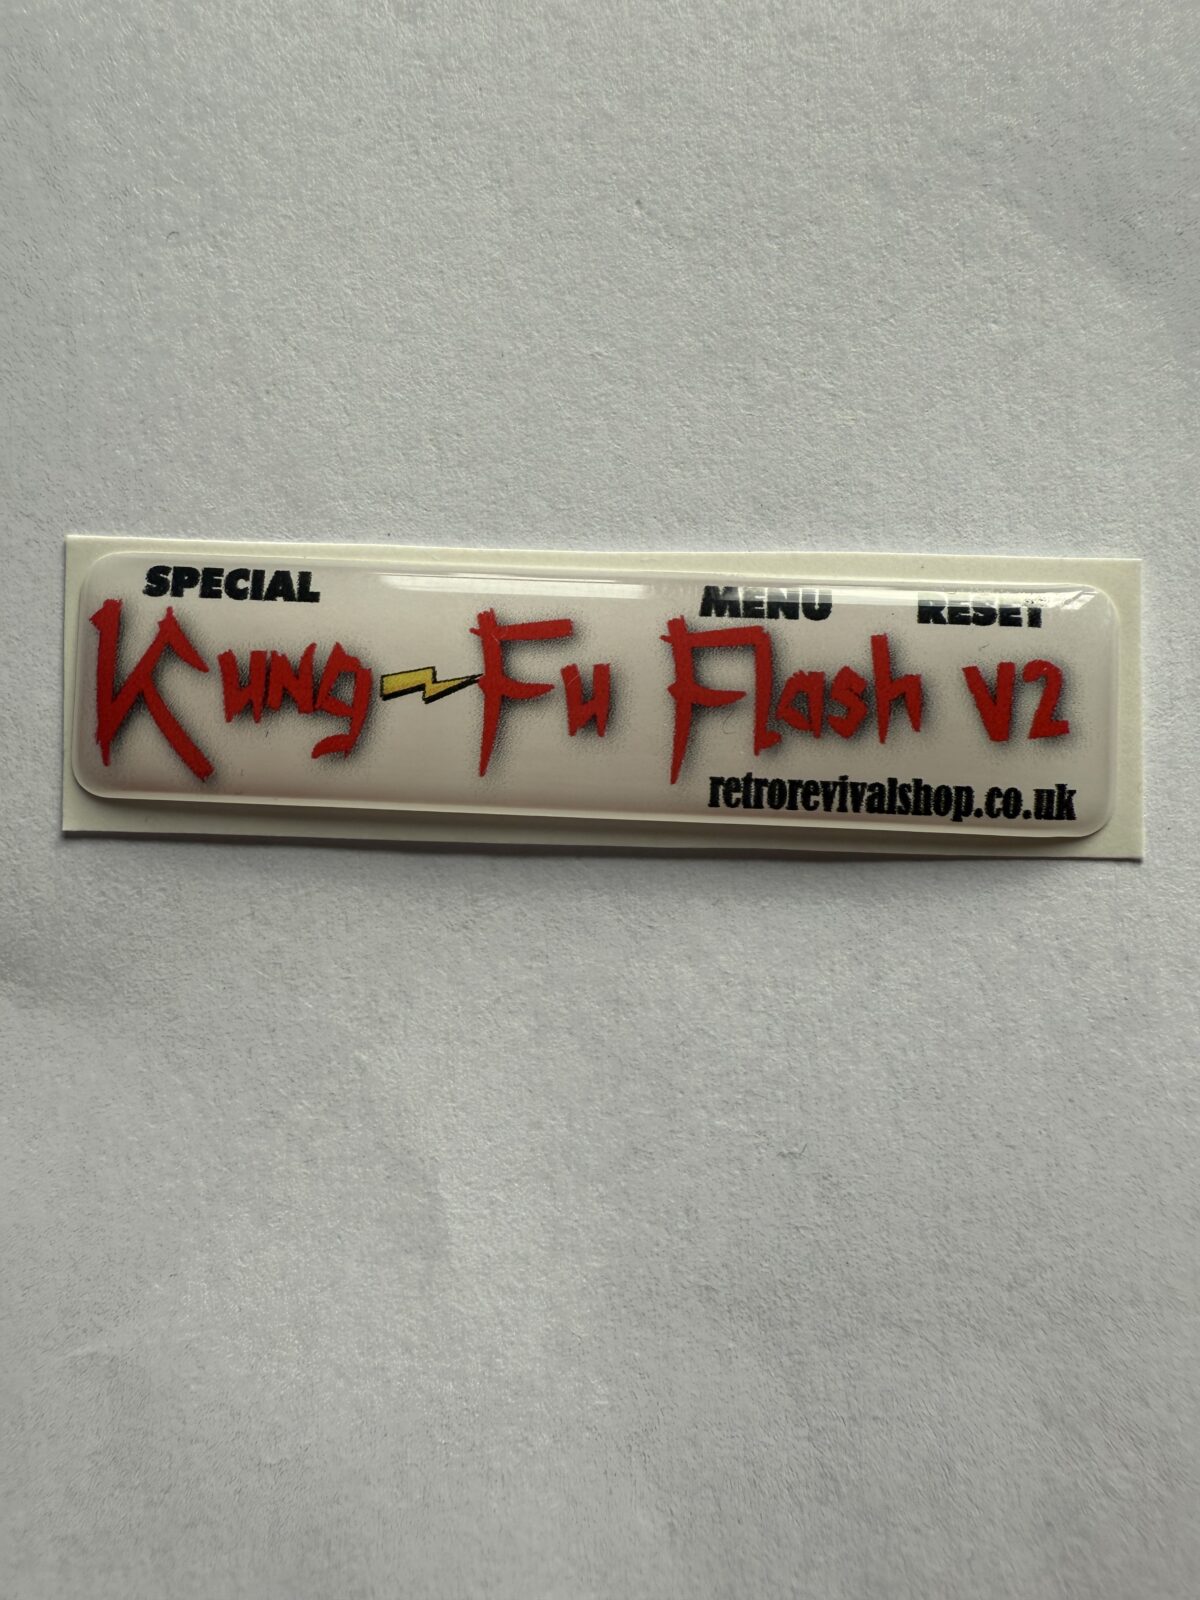 SPECIAL MENU RESET
Kung-Fu Flash v2
retrorevivalshop.co.uk